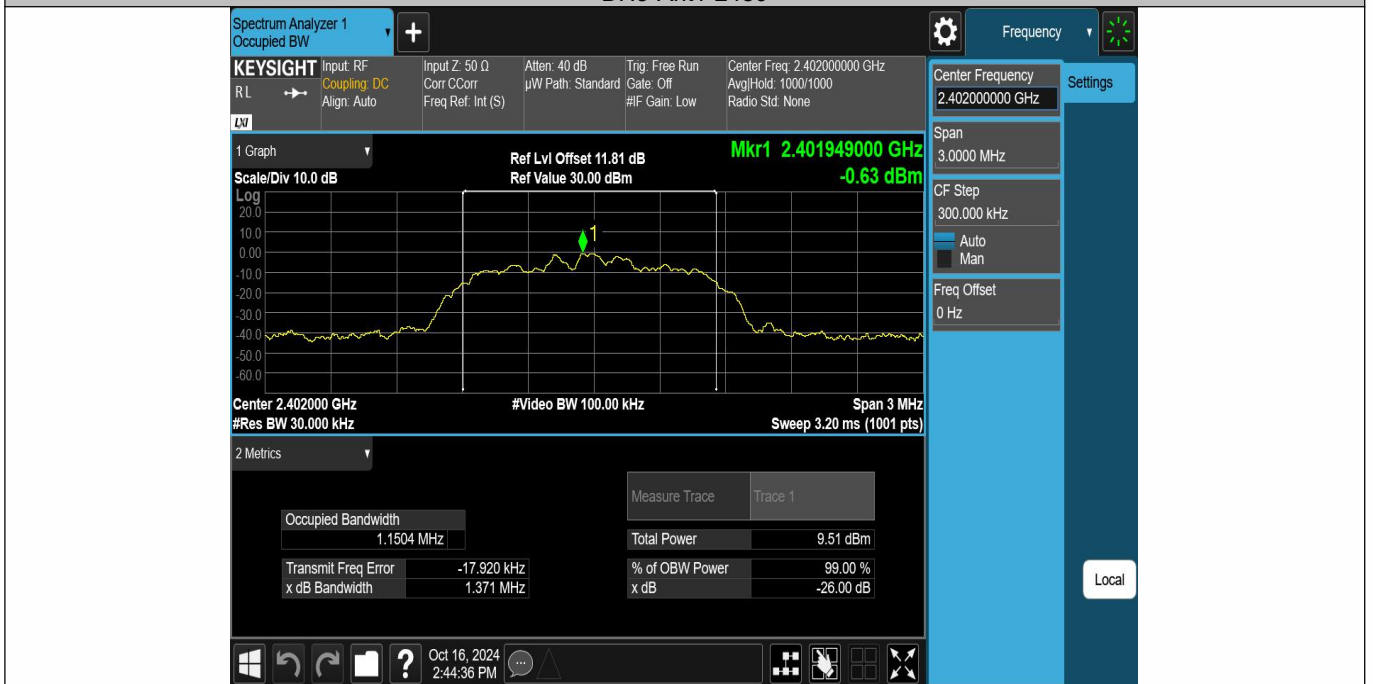 Spectrum Analyzer 1
Occupied BW
+
Frequency
KEYSIGHT
R L
LXI
Input: RF
Coupling: DC
Align: Auto
Input Z: 50 Ω
Corr CCorr
Freq Ref: Int (S)
Atten: 40 dB
µW Path: Standard
Trig: Free Run
Gate: Off
#IF Gain: Low
Center Freq: 2.402000000 GHz
Avg|Hold: 1000/1000
Radio Std: None
Center Frequency
2.402000000 GHz
Settings
Span
3.0000 MHz
CF Step
300.000 kHz
Auto
Man
Freq Offset
0 Hz
Local
1 Graph
Scale/Div 10.0 dB
Ref Lvl Offset 11.81 dB
Ref Value 30.00 dBm
Mkr1 2.401949000 GHz
-0.63 dBm
Log
20.0
10.0
0.00
-10.0
-20.0
-30.0
-40.0
-50.0
-60.0
1
Center 2.402000 GHz
#Video BW 100.00 kHz
Span 3 MHz
#Res BW 30.000 kHz
Sweep 3.20 ms (1001 pts)
2 Metrics
Measure Trace Trace 1
Occupied Bandwidth
1.1504 MHz
Total Power 9.51 dBm
Transmit Freq Error -17.920 kHz
% of OBW Power 99.00 %
x dB Bandwidth 1.371 MHz
x dB -26.00 dB
?
Oct 16, 2024
2:44:36 PM